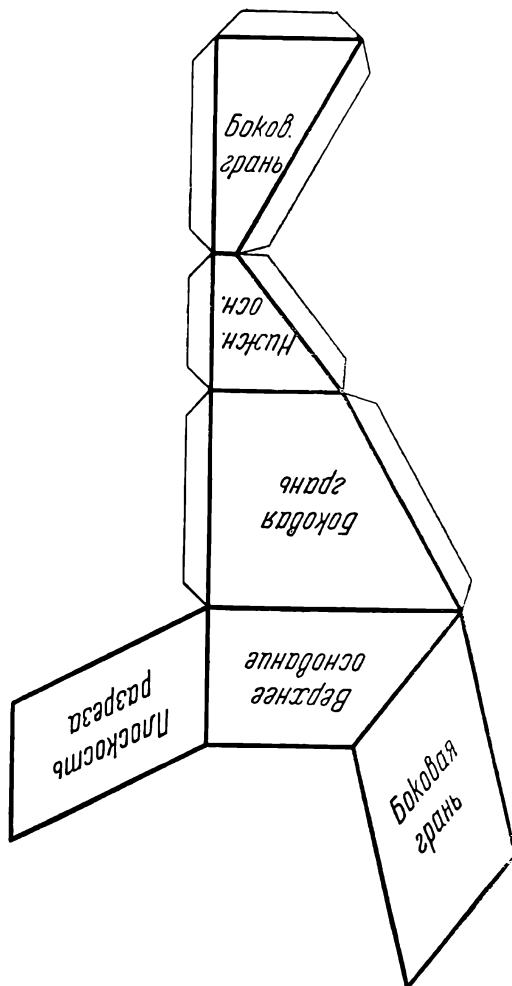 Боков.
грань
Нижн.
осн.
Боковая
грань
Верхнее
основание
Плоскость
разреза
Боковая
грань